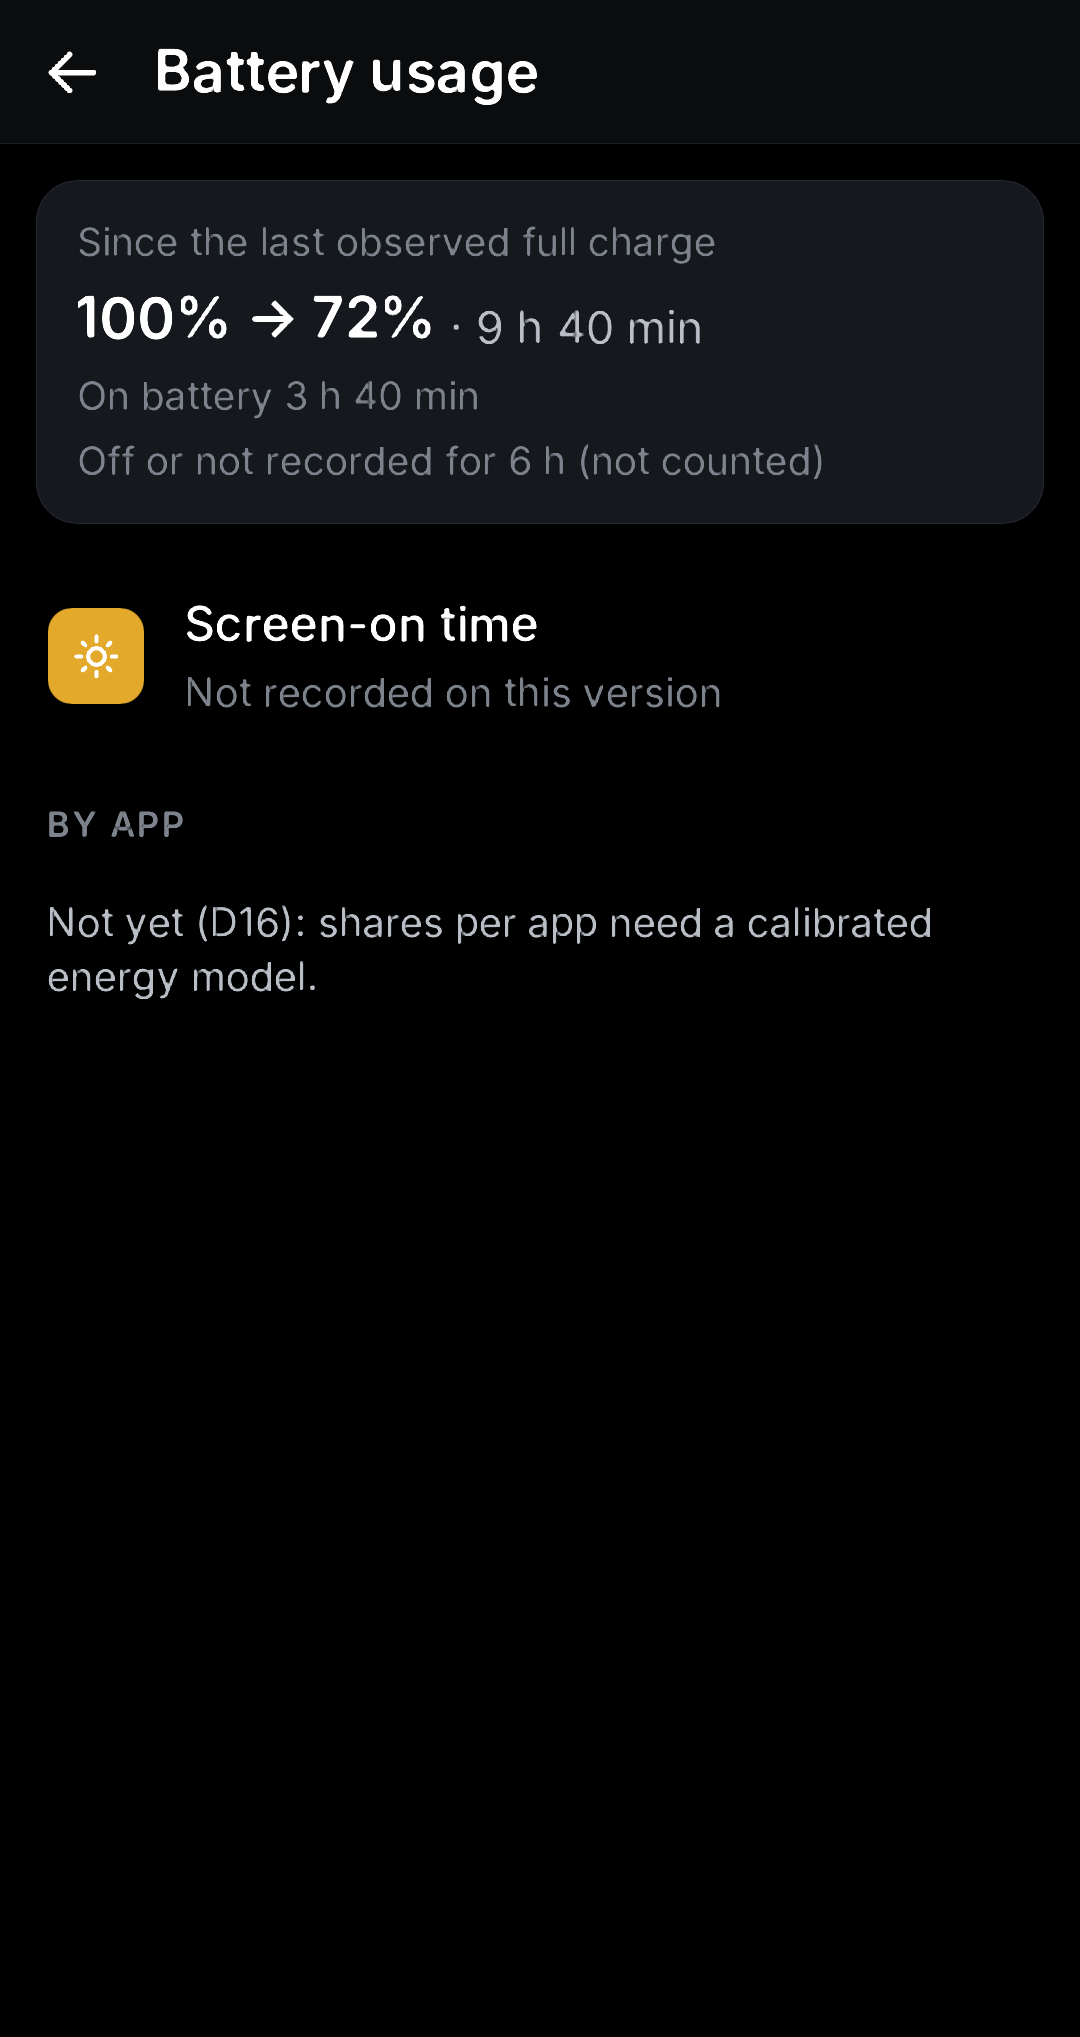 Battery usage
Since the last observed full charge
100% → 72% · 9 h 40 min
On battery 3 h 40 min
Off or not recorded for 6 h (not counted)
Screen-on time
Not recorded on this version
BY APP
Not yet (D16): shares per app need a calibrated
energy model.